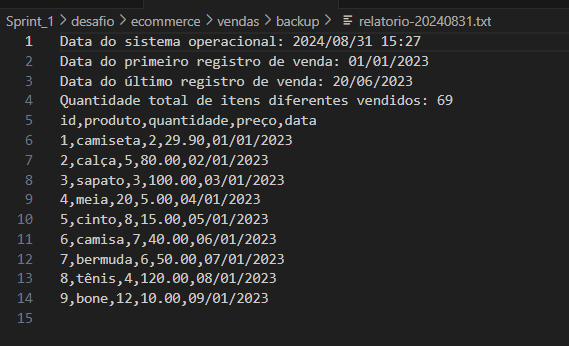 Sprint_1 > desafio > ecommerce > vendas > backup > relatorio-20240831.txt
1 Data do sistema operacional: 2024/08/31 15:27
2 Data do primeiro registro de venda: 01/01/2023
3 Data do último registro de venda: 20/06/2023
4 Quantidade total de itens diferentes vendidos: 69
5 id,produto,quantidade,preço,data
6 1,camiseta,2,29.90,01/01/2023
7 2,calça,5,80.00,02/01/2023
8 3,sapato,3,100.00,03/01/2023
9 4,meia,20,5.00,04/01/2023
10 5,cinto,8,15.00,05/01/2023
11 6,camisa,7,40.00,06/01/2023
12 7,bermuda,6,50.00,07/01/2023
13 8,tênis,4,120.00,08/01/2023
14 9,bone,12,10.00,09/01/2023
15